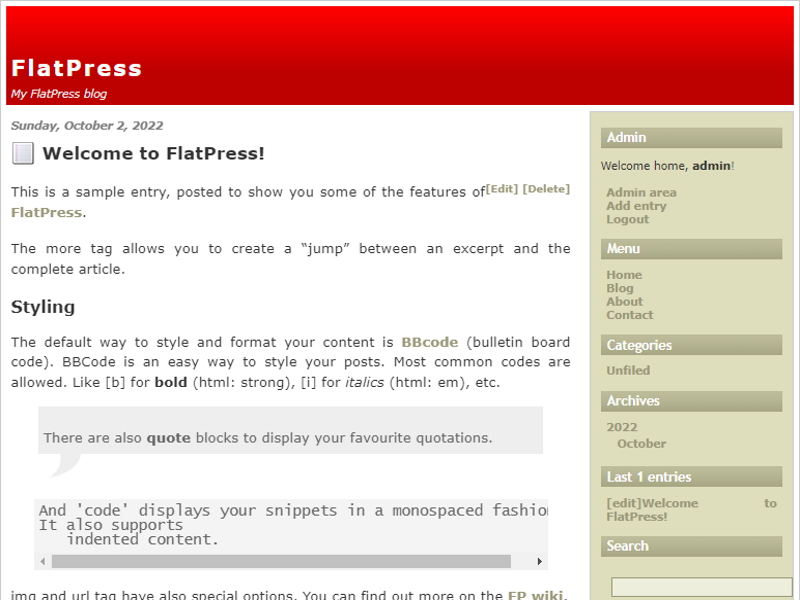 FlatPress
My FlatPress blog
Sunday, October 2, 2022
Welcome to FlatPress!
This is a sample entry, posted to show you some of the features of[Edit] [Delete]
FlatPress.
The more tag allows you to create a “jump” between an excerpt and the
complete article.
Styling
The default way to style and format your content is BBcode (bulletin board
code). BBCode is an easy way to style your posts. Most common codes are
allowed. Like [b] for bold (html: strong), [i] for italics (html: em), etc.
There are also quote blocks to display your favourite quotations.
And 'code' displays your snippets in a monospaced fashio
It also supports
indented content.
img and url tag have also special options. You can find out more on the FP wiki.
Admin
Welcome home, admin!
Admin area
Add entry
Logout
Menu
Home
Blog
About
Contact
Categories
Unfiled
Archives
2022
October
Last 1 entries
[edit]Welcome to
FlatPress!
Search